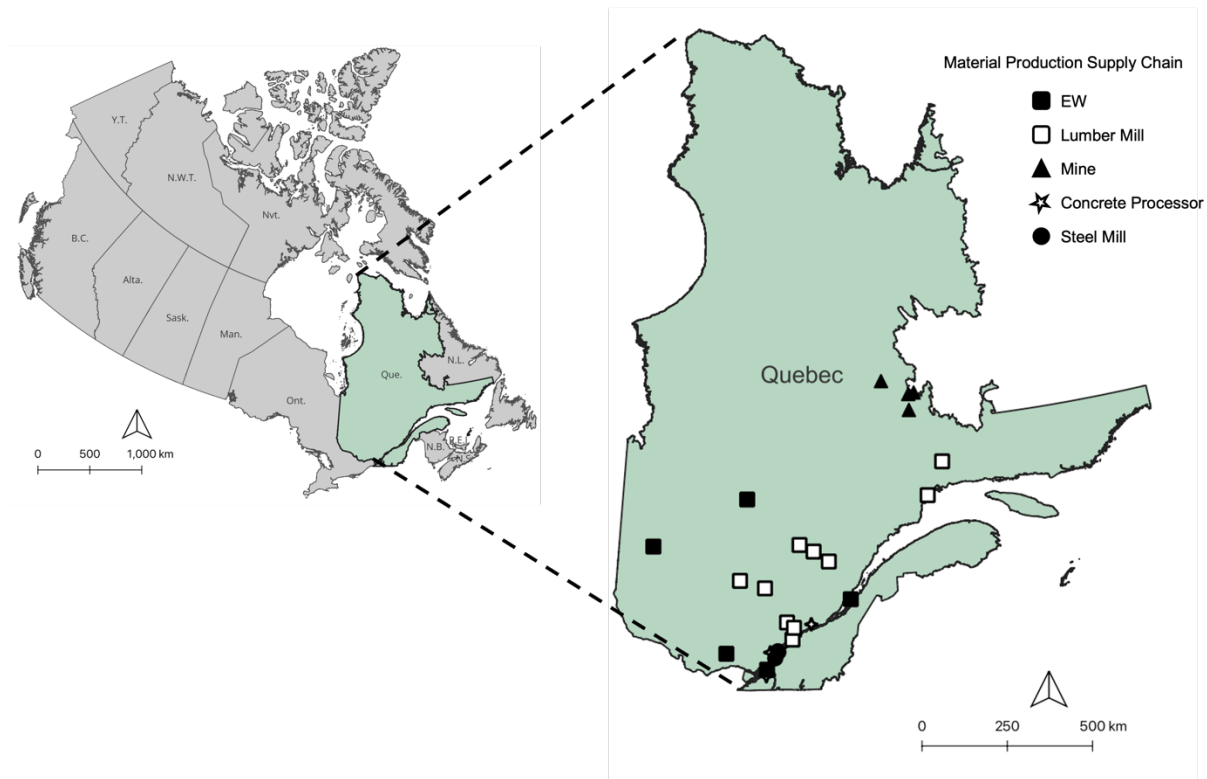 Y.T.
N.W.T.
Nvt.
B.C.
Alta.
Sask.
Man.
Ont.
Que.
N.L.
N.B.
P.E.I.
N.S.
0 500 1,000 km
Material Production Supply Chain
EW
Lumber Mill
Mine
Concrete Processor
Steel Mill
Quebec
0 250 500 km